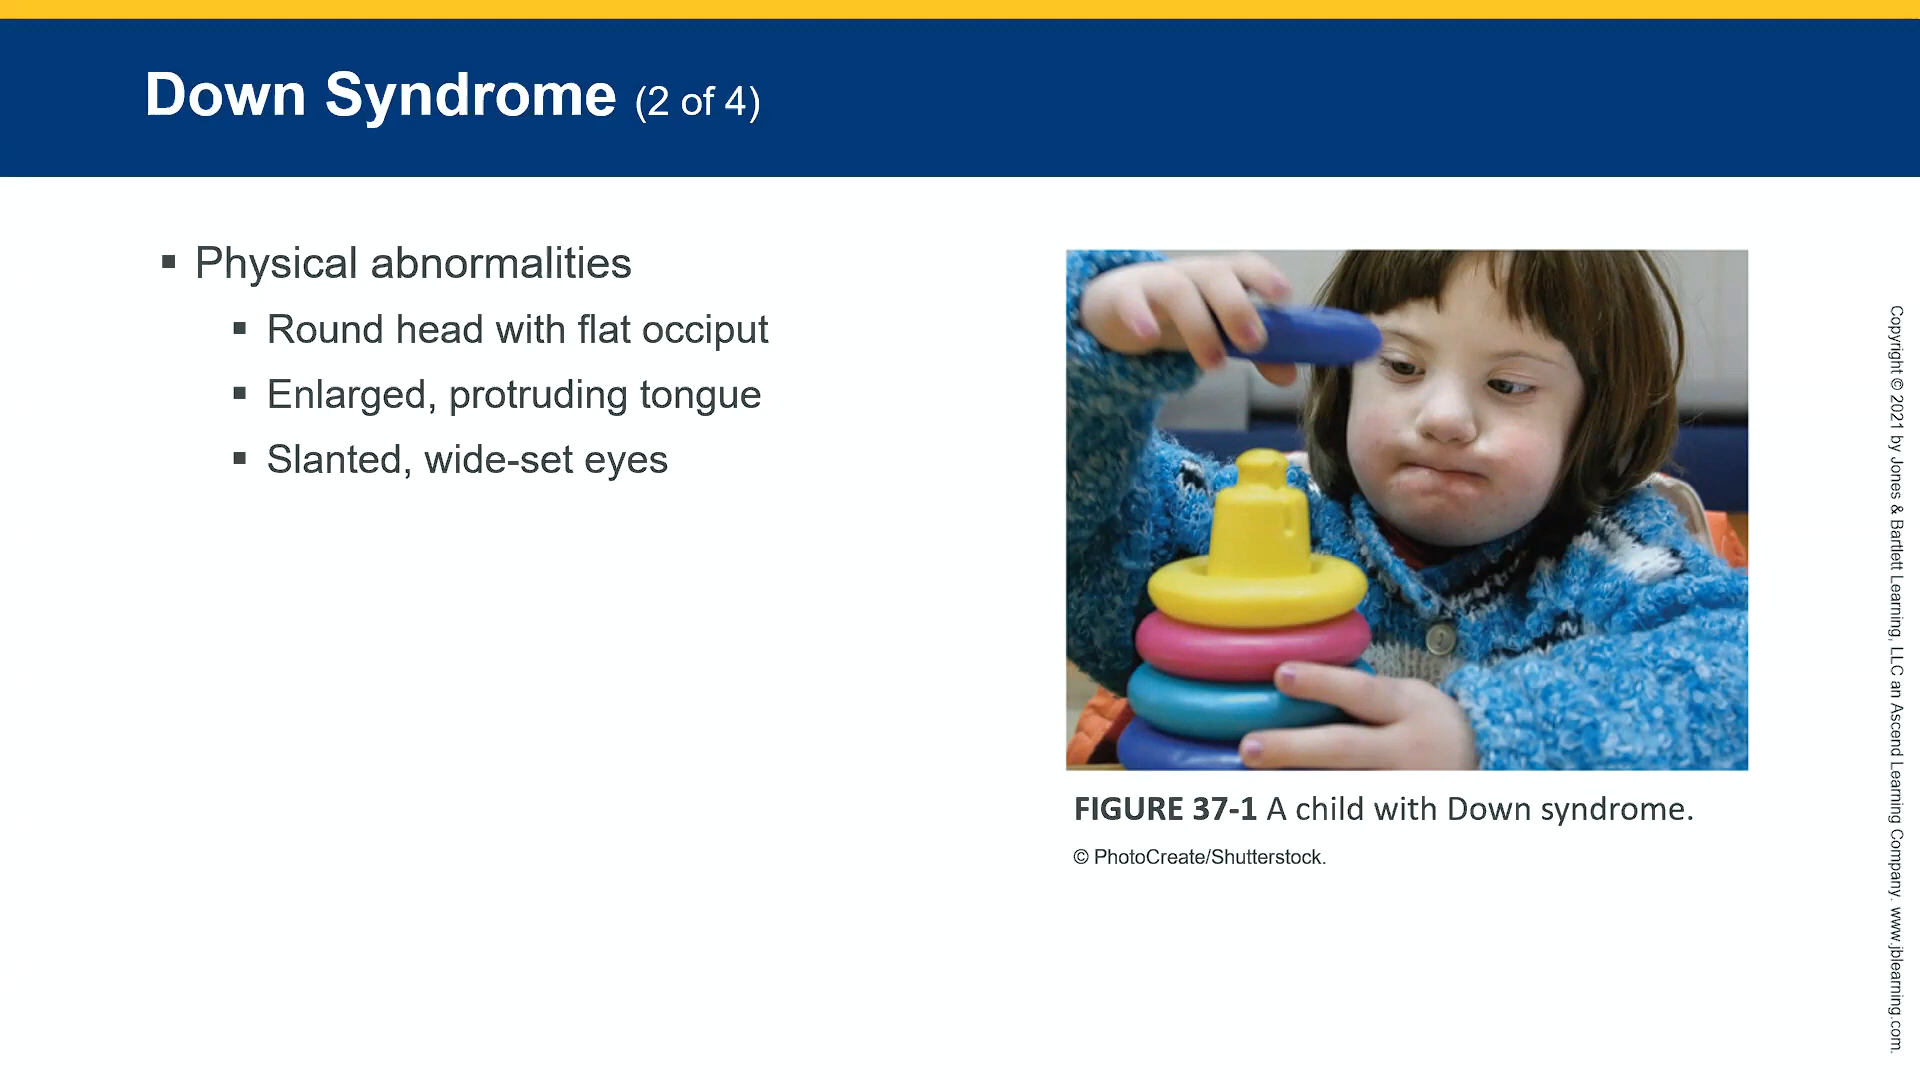 Down Syndrome (2 of 4)
▪ Physical abnormalities
▪ Round head with flat occiput
▪ Enlarged, protruding tongue
▪ Slanted, wide-set eyes
FIGURE 37-1 A child with Down syndrome.
© PhotoCreate/Shutterstock.
Copyright © 2021 by Jones & Bartlett Learning, LLC an Ascend Learning Company. www.jblearning.com.